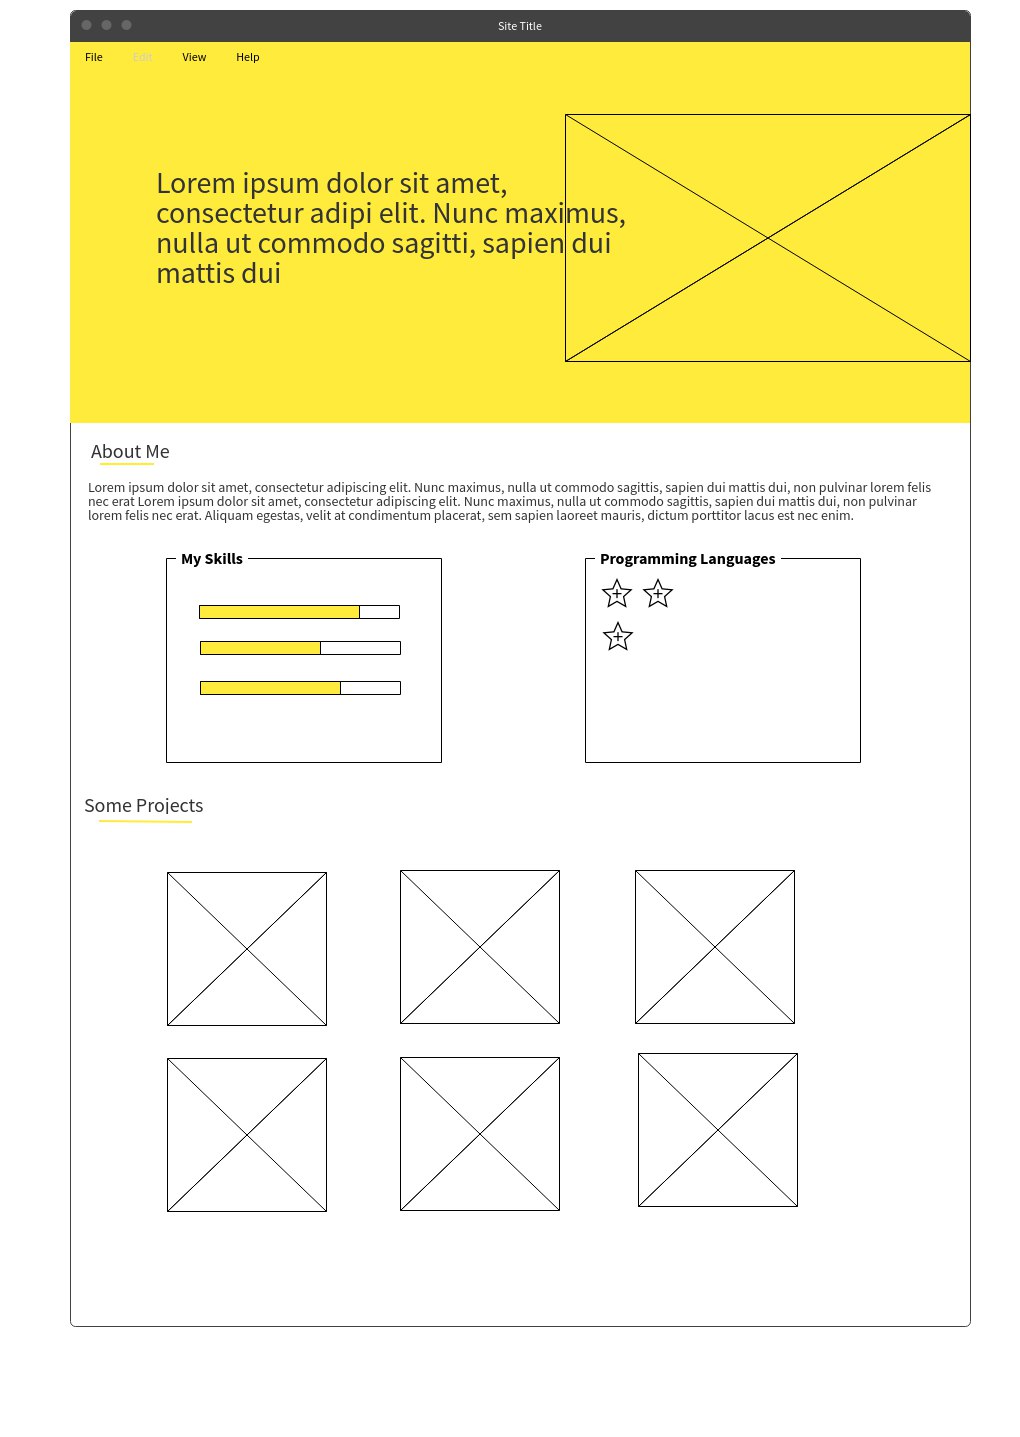 Site Title
File Edit View Help
Lorem ipsum dolor sit amet,
consectetur adipi elit. Nunc maximus,
nulla ut commodo sagitti, sapien dui
mattis dui
About Me
Lorem ipsum dolor sit amet, consectetur adipiscing elit. Nunc maximus, nulla ut commodo sagittis, sapien dui mattis dui, non pulvinar lorem felis
nec erat Lorem ipsum dolor sit amet, consectetur adipiscing elit. Nunc maximus, nulla ut commodo sagittis, sapien dui mattis dui, non pulvinar
lorem felis nec erat. Aliquam egestas, velit at condimentum placerat, sem sapien laoreet mauris, dictum porttitor lacus est nec enim.
My Skills
Programming Languages
Some Projects